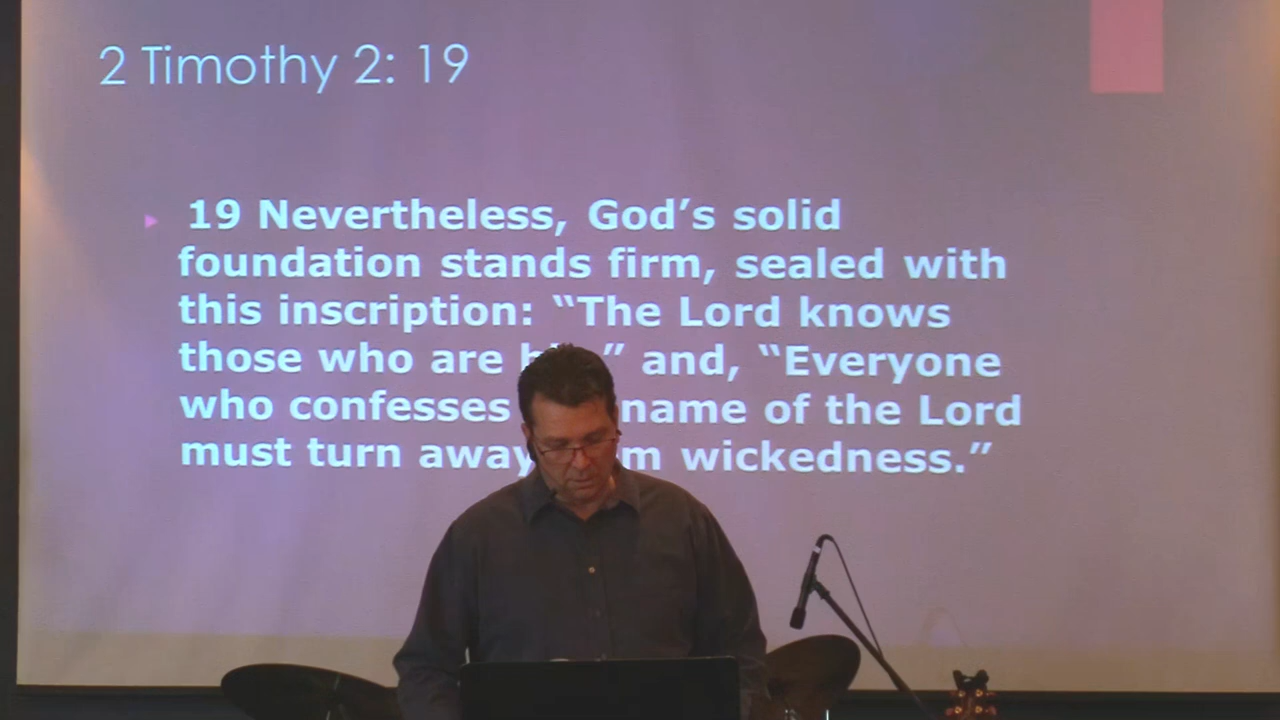 2 Timothy 2: 19
19 Nevertheless, God’s solid
foundation stands firm, sealed with
this inscription: “The Lord knows
those who are ” and, “Everyone
who confesses name of the Lord
must turn away wickedness.”